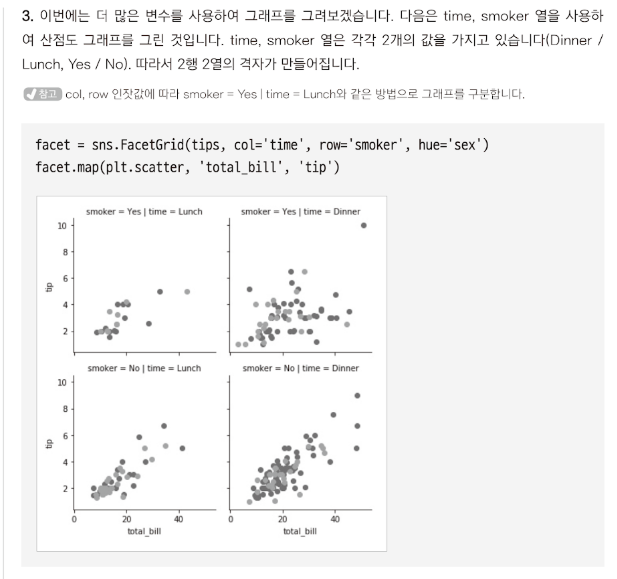 3. 이번에는 더 많은 변수를 사용하여 그래프를 그려보겠습니다. 다음은 time, smoker 열을 사용하
여 산점도 그래프를 그린 것입니다. time, smoker 열은 각각 2개의 값을 가지고 있습니다(Dinner /
Lunch, Yes / No). 따라서 2행 2열의 격자가 만들어집니다.
참고 col, row 인잣값에 따라 smoker = Yes | time = Lunch와 같은 방법으로 그래프를 구분합니다.
facet = sns.FacetGrid(tips, col='time', row='smoker', hue='sex')
facet.map(plt.scatter, 'total_bill', 'tip')
smoker = Yes | time = Lunch
smoker = Yes | time = Dinner
10
8
6
4
2
tip
smoker = No | time = Lunch
smoker = No | time = Dinner
10
8
6
4
2
tip
0 20 40
0 20 40
total_bill
total_bill